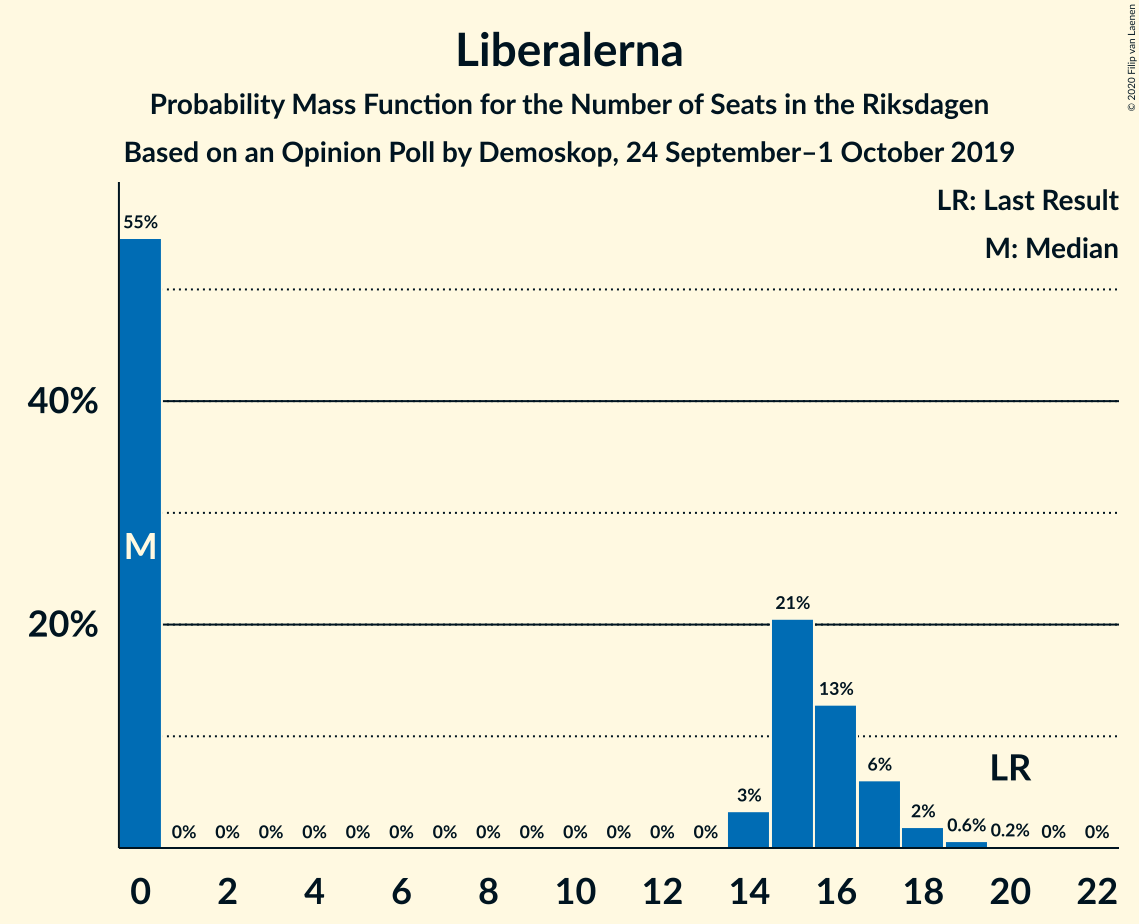 © 2020 Filip van Laenen
Liberalerna
Probability Mass Function for the Number of Seats in the Riksdagen
Based on an Opinion Poll by Demoskop, 24 September–1 October 2019
LR: Last Result
M: Median
55%
40%
M
20%
21%
13%
6%
LR
3%
2%
0.6%
0.2%
0% 0% 0% 0% 0% 0% 0% 0% 0% 0% 0% 0% 0% 0% 0%
0 2 4 6 8 10 12 14 16 18 20 22